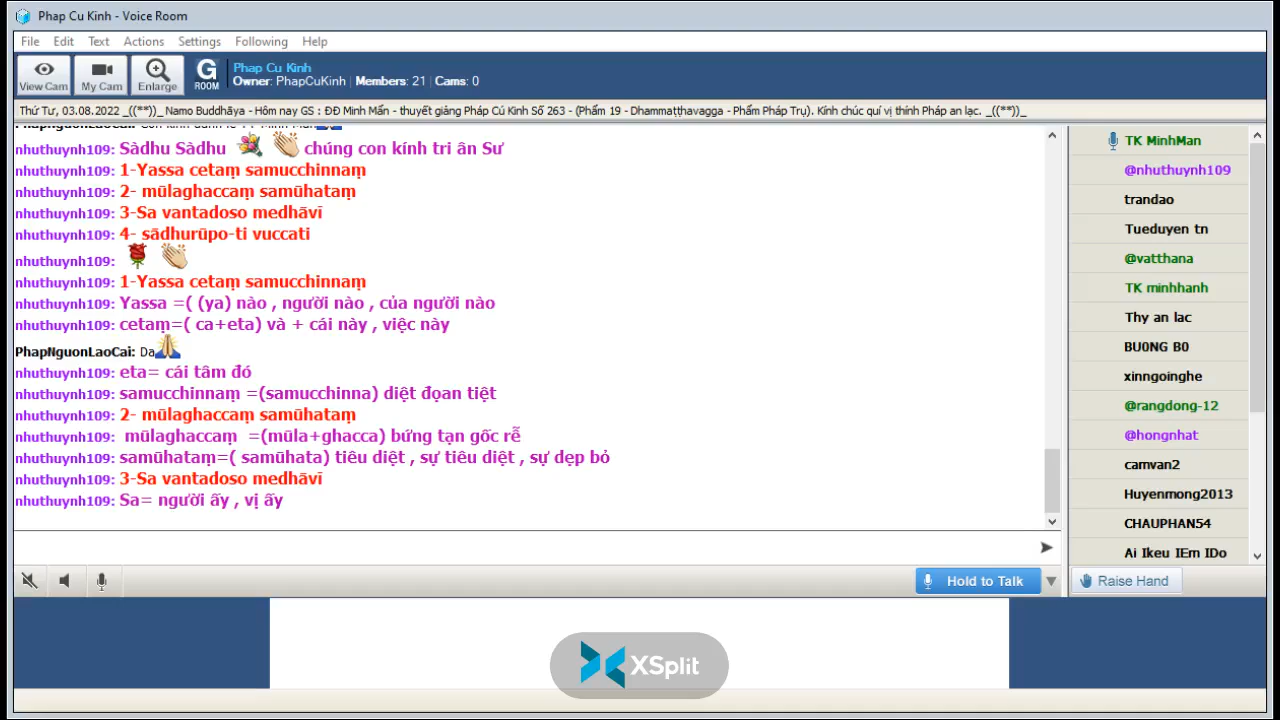 Phap Cu Kinh - Voice Room
File Edit Text Actions Settings Following Help
View Cam My Cam Enlarge G ROOM
Phap Cu Kinh
Owner: PhapCuKinh | Members: 21 | Cams: 0
Thứ Tư, 03.08.2022 _((**))_ Namo Buddhāya - Hôm nay GS : ĐĐ Minh Mẩn - thuyết giảng Pháp Cú Kinh Số 263 - (Phẩm 19 - Dhammaṭṭhavagga - Phẩm Pháp Trụ). Kính chúc quí vị thính Pháp an lạc. _((**))_
nhuthuynh109: Sàdhu Sàdhu chúng con kính tri ân Sư
nhuthuynh109: 1-Yassa cetaṃ samucchinnaṃ
nhuthuynh109: 2- mūlaghaccaṃ samūhataṃ
nhuthuynh109: 3-Sa vantadoso medhāvī
nhuthuynh109: 4- sādhurūpo-ti vuccati
nhuthuynh109:
nhuthuynh109: 1-Yassa cetaṃ samucchinnaṃ
nhuthuynh109: Yassa =( (ya) nào , người nào , của người nào
nhuthuynh109: cetaṃ=( ca+eta) và + cái này , việc này
PhapNguonLaoCai: Da
nhuthuynh109: eta= cái tâm đó
nhuthuynh109: samucchinnaṃ =(samucchinna) diệt đọan tiệt
nhuthuynh109: 2- mūlaghaccaṃ samūhataṃ
nhuthuynh109: mūlaghaccaṃ =(mūla+ghacca) bứng tận gốc rễ
nhuthuynh109: samūhataṃ=( samūhata) tiêu diệt , sự tiêu diệt , sự dẹp bỏ
nhuthuynh109: 3-Sa vantadoso medhāvī
nhuthuynh109: Sa= người ấy , vị ấy
TK MinhMan
@nhuthuynh109
trandao
Tueduyen tn
@vatthana
TK minhhanh
Thy an lac
BU0NG B0
xinngoinghe
@rangdong-12
@hongnhat
camvan2
Huyenmong2013
CHAUPHAN54
Ai Ikeu IEm IDo
Hold to Talk
Raise Hand
XSplit